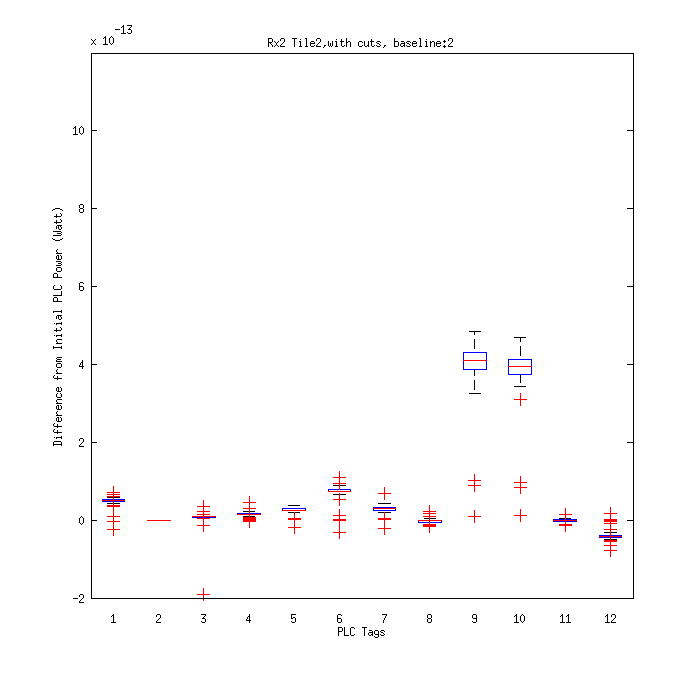 x 10-13
Rx2 Tile2,with cuts, baseline:2
10
8
6
4
2
0
-2
Difference from Initial PLC Power (Watt)
1 2 3 4 5 6 7 8 9 10 11 12
PLC Tags